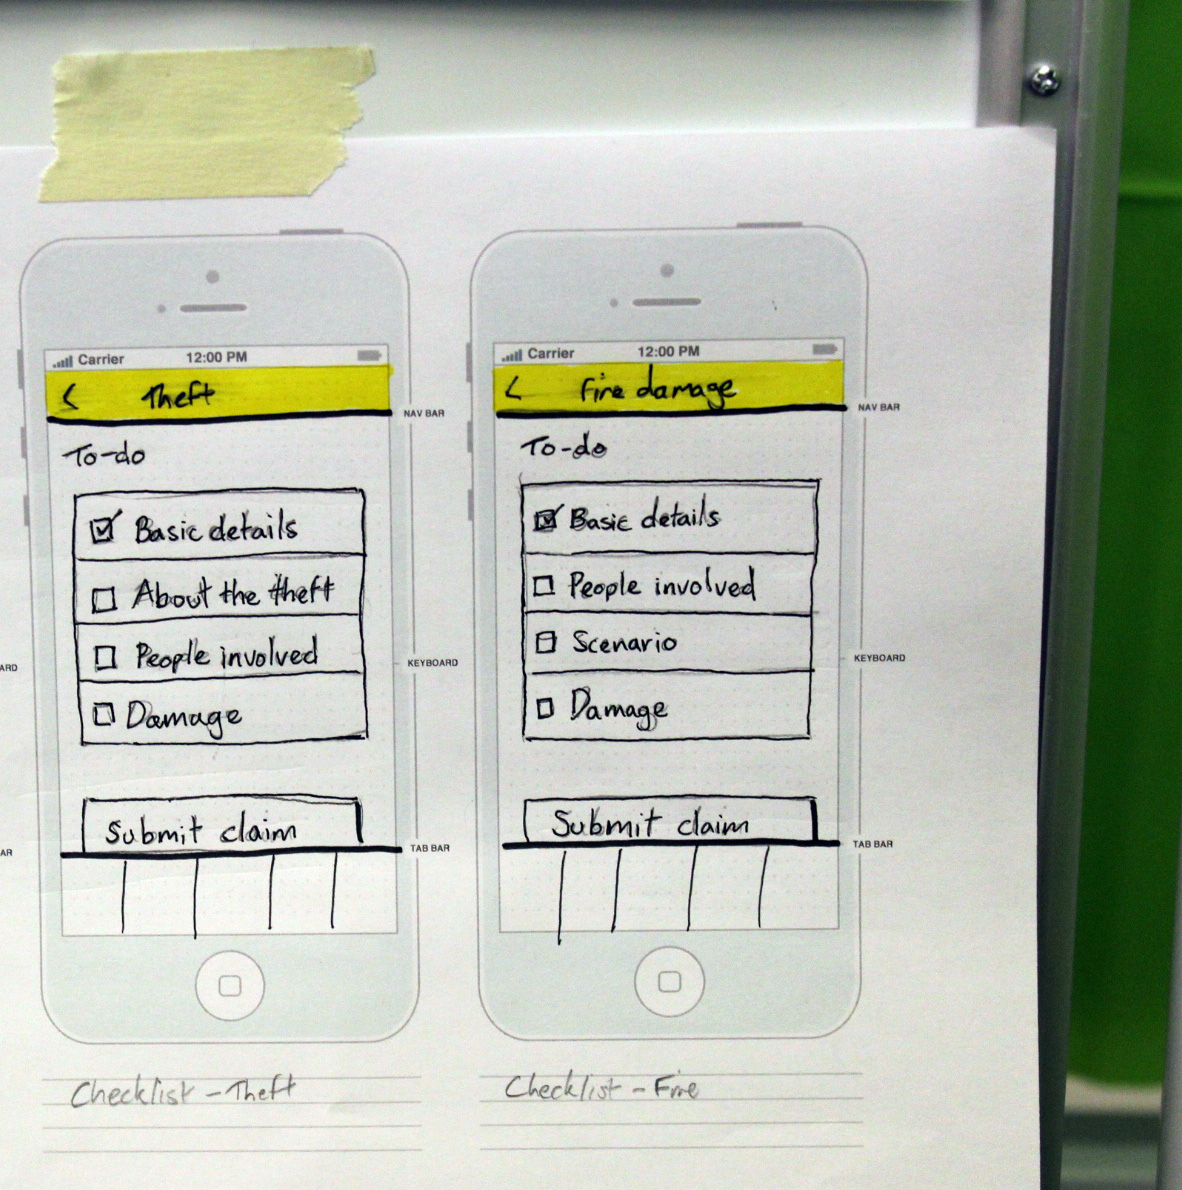 Carrier 12:00 PM
< Theft
NAV BAR
To-do
Basic details
About the theft
People involved
KEYBOARD
Damage
Submit claim
TAB BAR
Checklist - Theft
Carrier 12:00 PM
< Fire damage
NAV BAR
To-do
Basic details
People involved
Scenario
KEYBOARD
Damage
Submit claim
TAB BAR
Checklist - Fire
ARD
AR